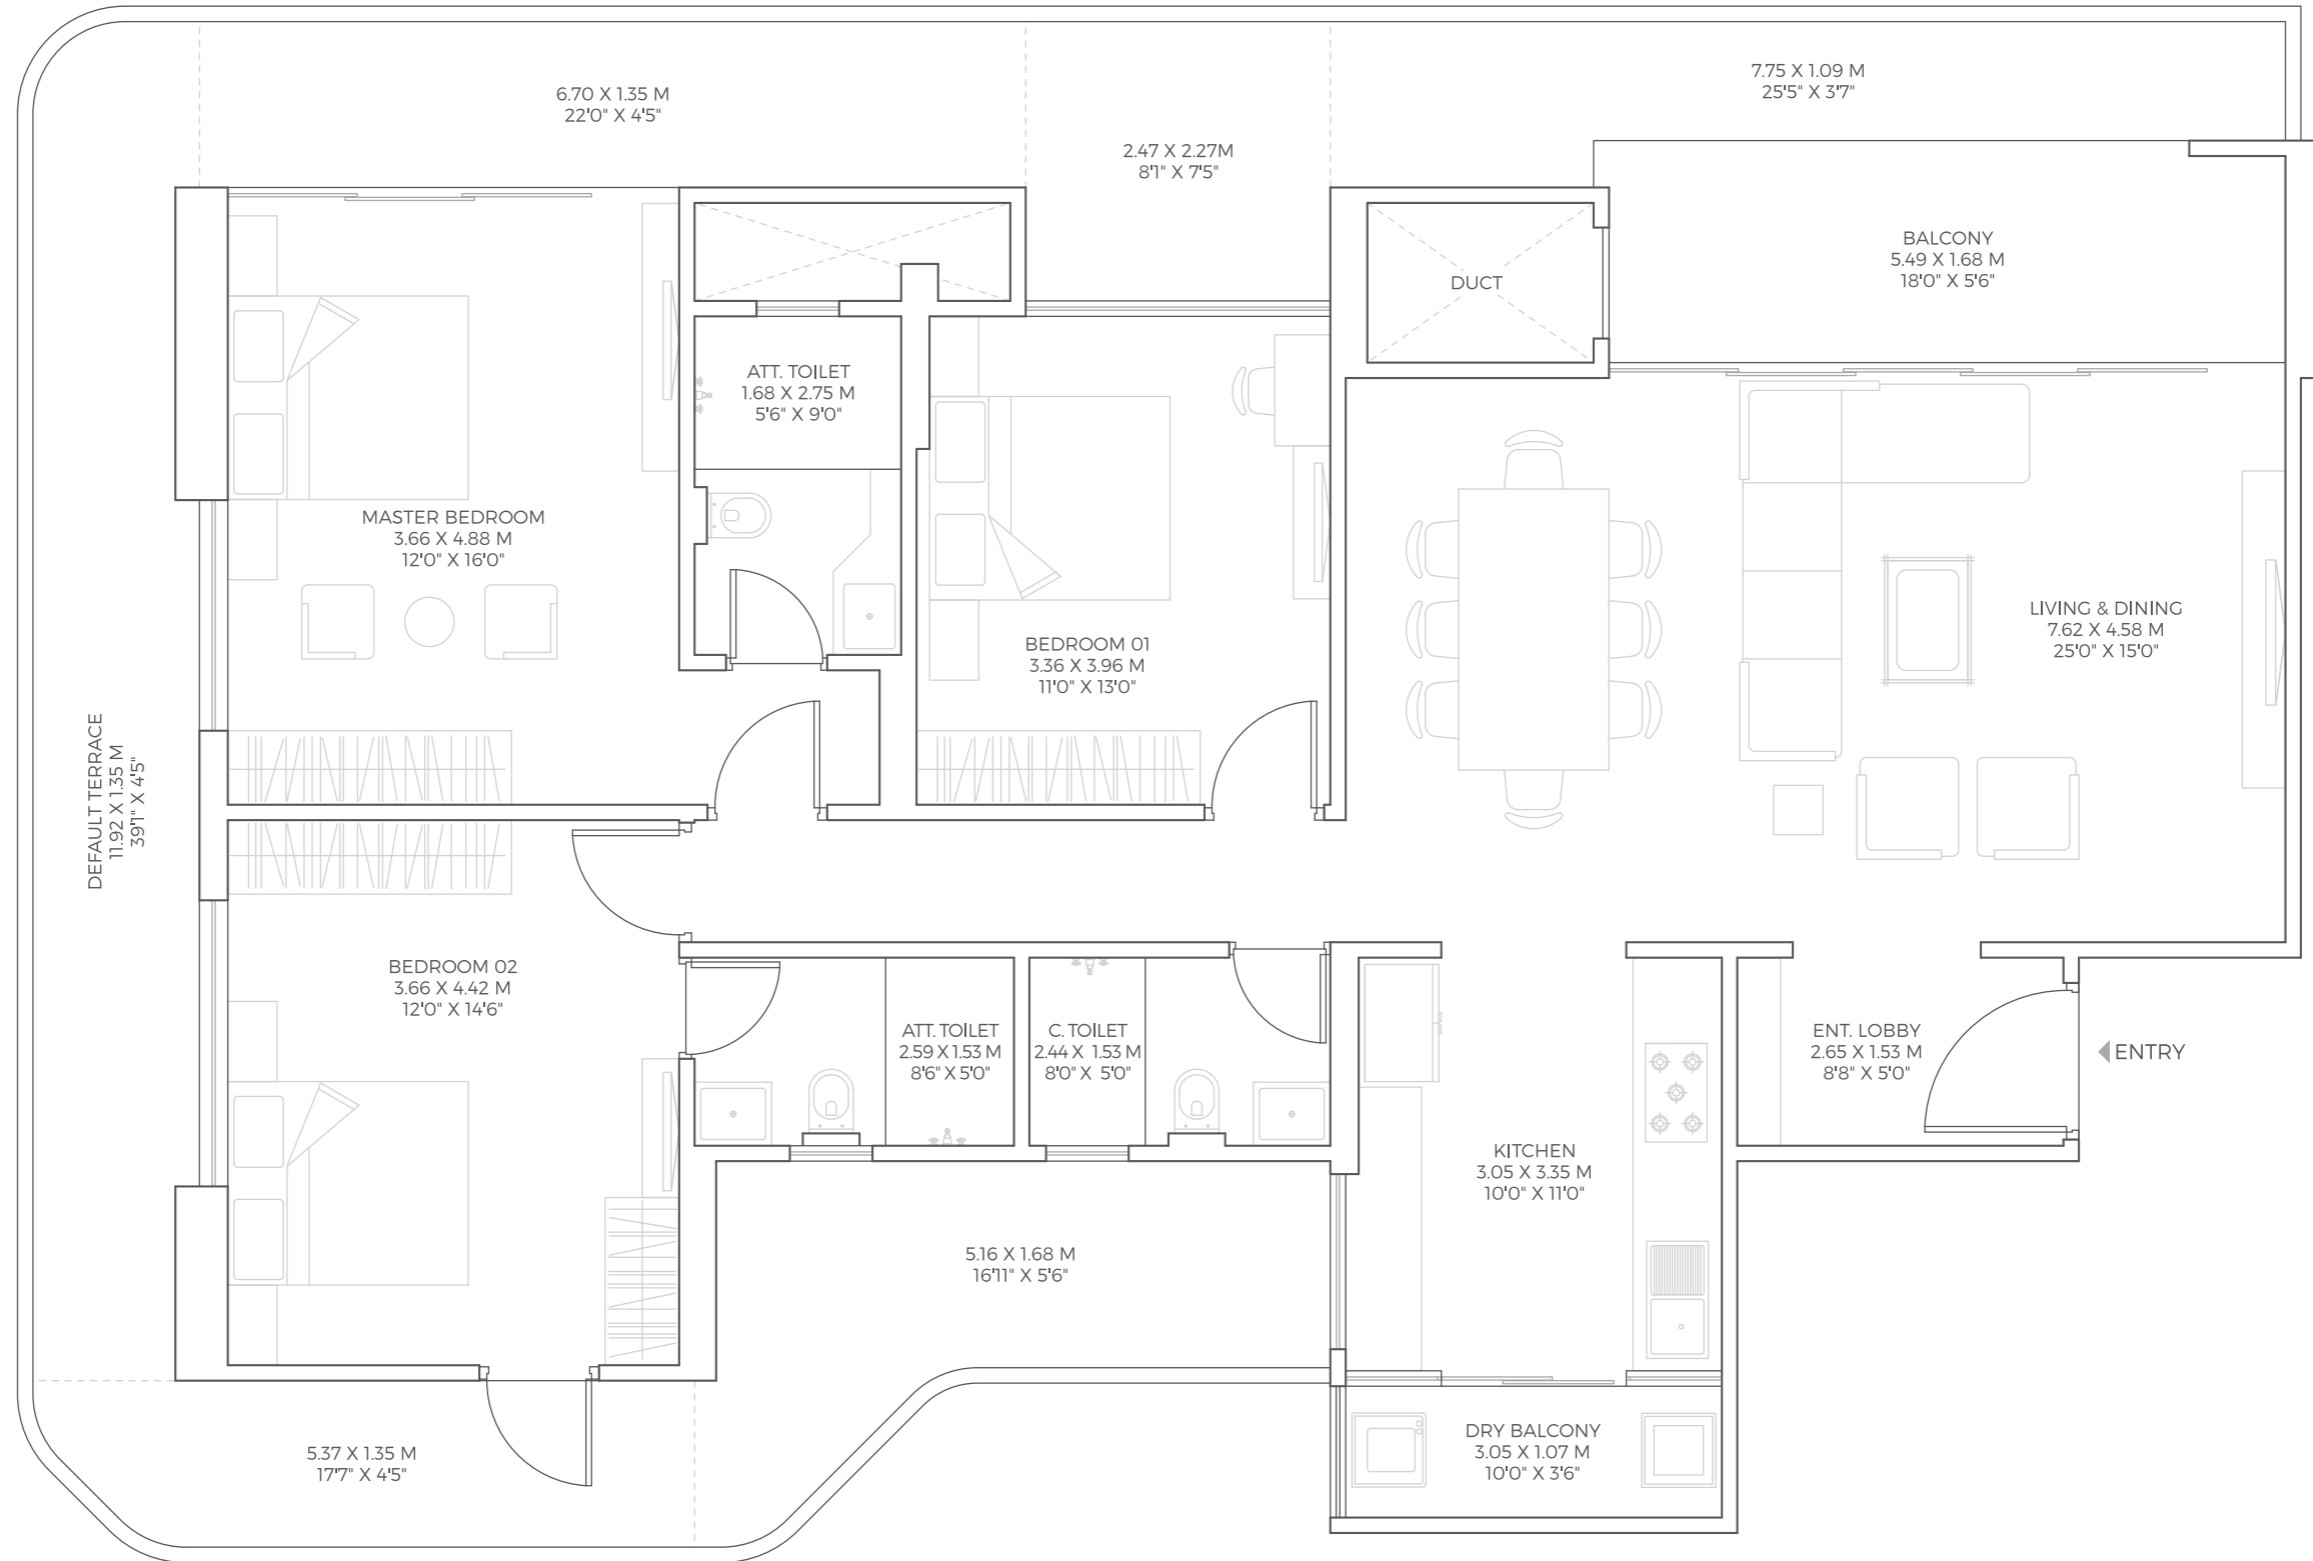 6.70 X 1.35 M
22'0" X 4'5"
2.47 X 2.27M
8'1" X 7'5"
7.75 X 1.09 M
25'5" X 3'7"
BALCONY
5.49 X 1.68 M
18'0" X 5'6"
DUCT
ATT. TOILET
1.68 X 2.75 M
5'6" X 9'0"
MASTER BEDROOM
3.66 X 4.88 M
12'0" X 16'0"
BEDROOM 01
3.36 X 3.96 M
11'0" X 13'0"
LIVING & DINING
7.62 X 4.58 M
25'0" X 15'0"
DEFAULT TERRACE
11.92 X 1.35 M
39'1" X 4'5"
BEDROOM 02
3.66 X 4.42 M
12'0" X 14'6"
ATT. TOILET
2.59 X 1.53 M
8'6" X 5'0"
C. TOILET
2.44 X 1.53 M
8'0" X 5'0"
ENT. LOBBY
2.65 X 1.53 M
8'8" X 5'0"
ENTRY
KITCHEN
3.05 X 3.35 M
10'0" X 11'0"
5.16 X 1.68 M
16'11" X 5'6"
5.37 X 1.35 M
17'7" X 4'5"
DRY BALCONY
3.05 X 1.07 M
10'0" X 3'6"